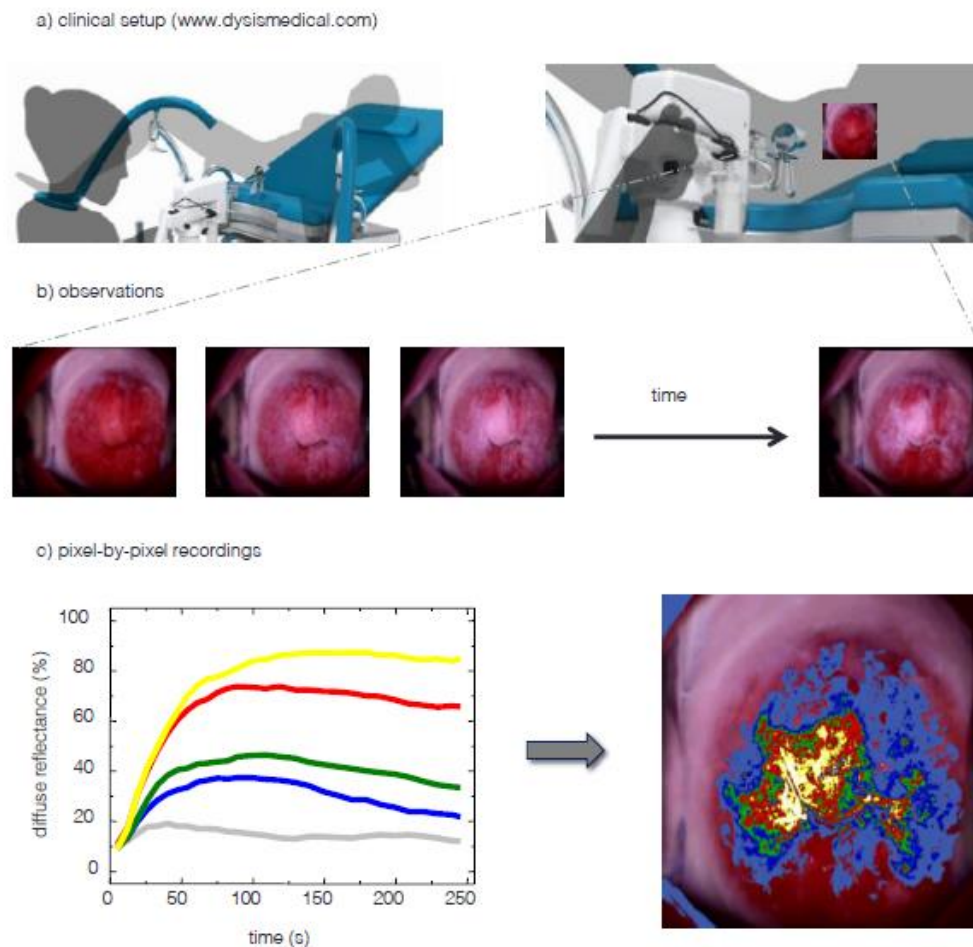 a) clinical setup (www.dysismedical.com)
b) observations
time
c) pixel-by-pixel recordings
diffuse reflectance (%)
100
80
60
40
20
0
0 50 100 150 200 250
time (s)